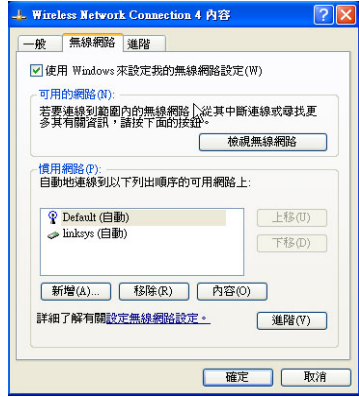 Wireless Network Connection 4 內容
一般 無線網路 進階
使用 Windows 來設定我的無線網路設定(W)
可用的網路(N):
若要連線到範圍內的無線網路，從其中斷連線或尋找更
多其有關資訊，請按下面的按鈕。
檢視無線網路
慣用網路(P):
自動地連線到以下列出順序的可用網路上:
Default (自動)
上移(U)
linksys (自動)
下移(D)
新增(A)... 移除(R) 內容(O)
詳細了解有關設定無線網路設定。
進階(V)
確定 取消